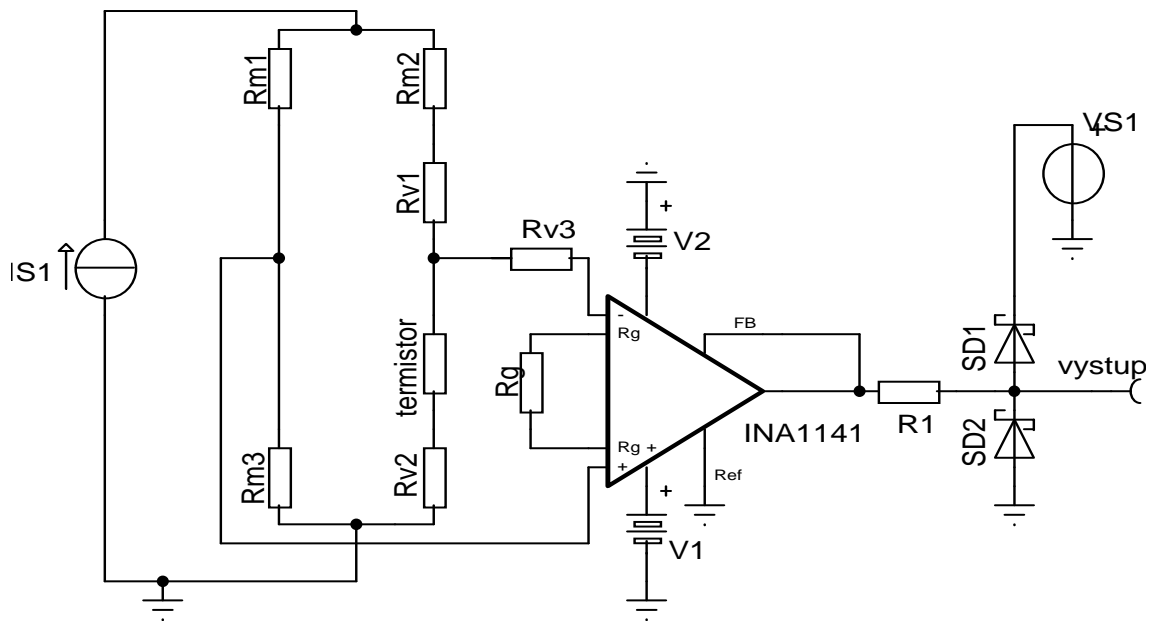 Rm1
Rm2
VS1
+
Rv1
Rv3
+
V2
IS1
-
Rg
FB
SD1
termistor
Rg
vystup
R1
INA1141
SD2
Rg +
+
Rm3
Rv2
Ref
+
V1